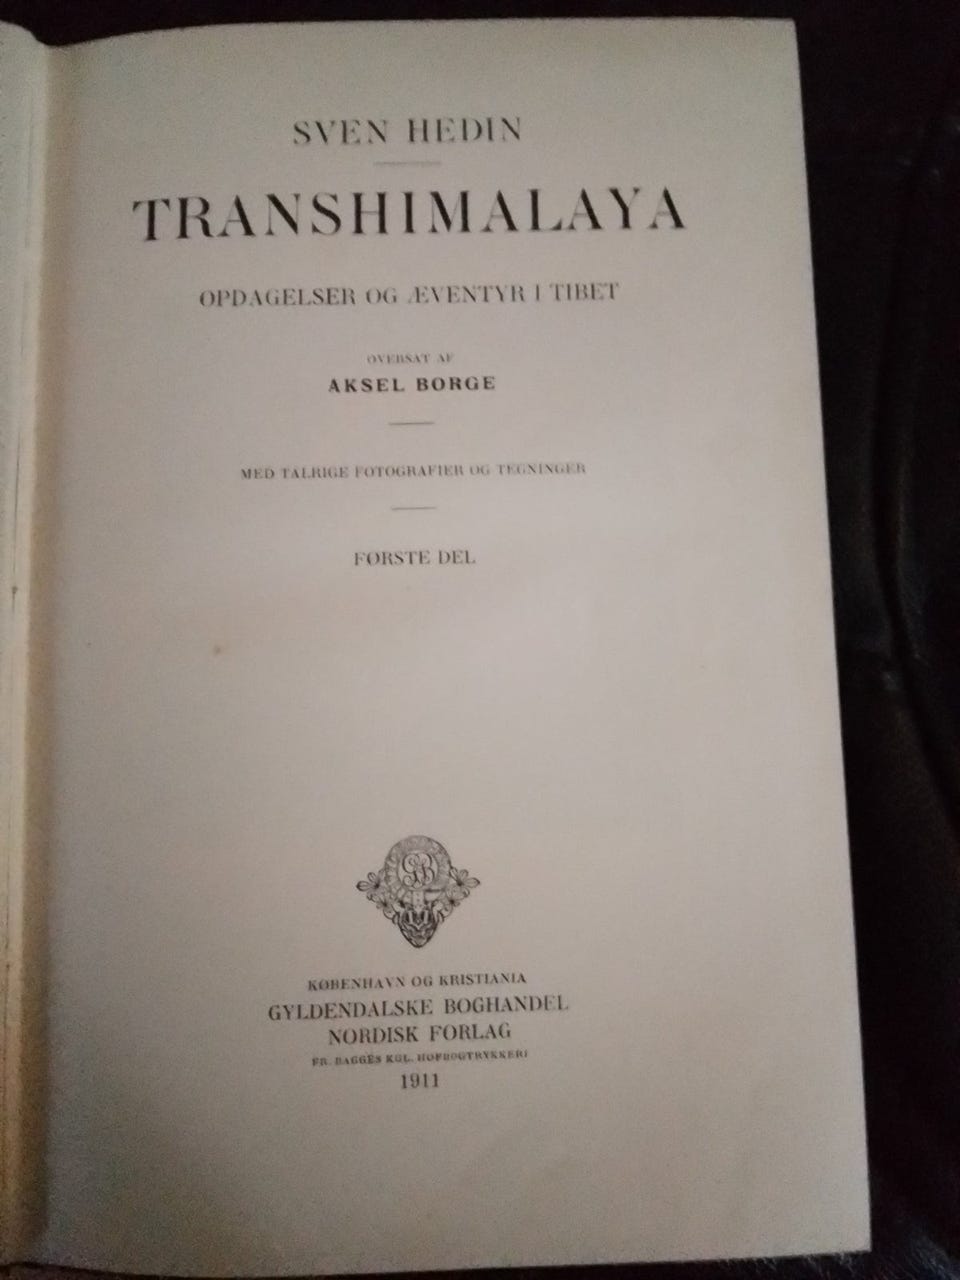 SVEN HEDIN
TRANSHIMALAYA
OPDAGELSER OG ÆVENTYR I TIBET
OVERSAT AF
AKSEL BORGE
MED TALRIGE FOTOGRAFIER OG TEGNINGER
FØRSTE DEL
GB
KØBENHAVN OG KRISTIANIA
GYLDENDALSKE BOGHANDEL
NORDISK FORLAG
FR. BAGGES KGL. HOFBOGTRYKKERI
1911